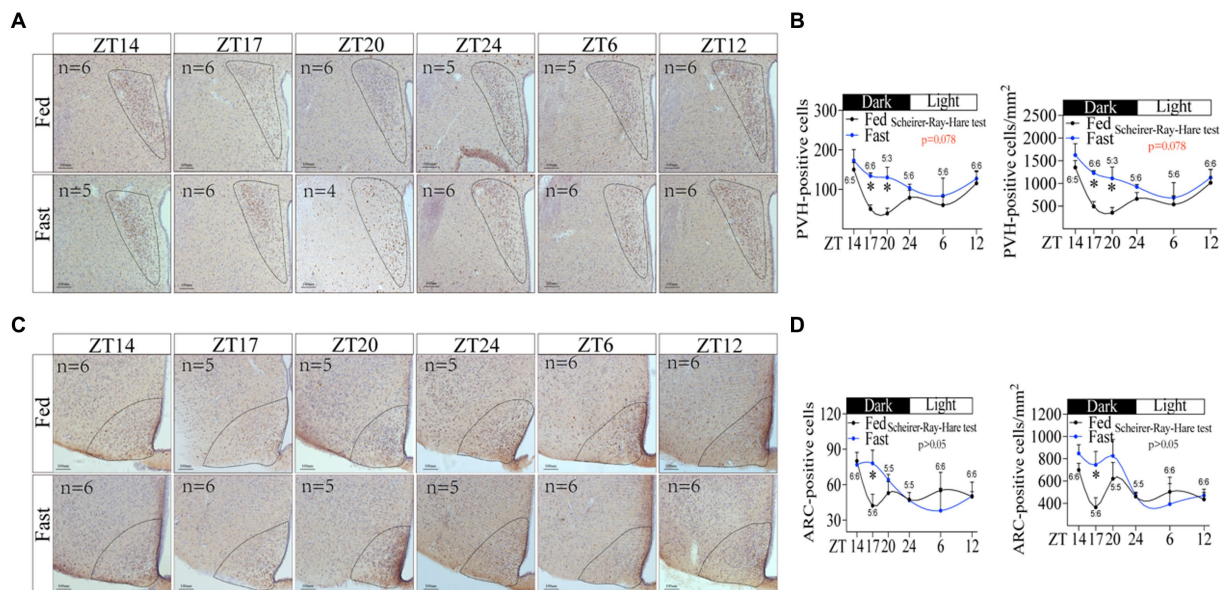 A
ZT14 ZT17 ZT20 ZT24 ZT6 ZT12
Fed
n=6 n=6 n=6 n=5 n=5 n=6
Fast
n=5 n=6 n=4 n=6 n=6 n=6
B
Dark Light
Fed
Fast
Scheirer-Ray-Hare test
p=0.078
PVH-positive cells
300
200
100
6:5 6:6 5:3 5:6 5:6 6:6
ZT 14 17 20 24 6 12
* *
Dark Light
Fed
Fast
Scheirer-Ray-Hare test
p=0.078
PVH-positive cells/mm²
2500
2000
1500
1000
500
6:5 6:6 5:3 5:6 5:6 6:6
ZT 14 17 20 24 6 12
* *
C
ZT14 ZT17 ZT20 ZT24 ZT6 ZT12
Fed
n=6 n=5 n=5 n=5 n=6 n=6
Fast
n=6 n=6 n=5 n=5 n=6 n=6
D
Dark Light
Fed
Fast
Scheirer-Ray-Hare test
p>0.05
ARC-positive cells
120
90
60
30
6:6 5:6 5:5 5:5 6:6 6:6
ZT 14 17 20 24 6 12
*
Dark Light
Fed
Fast
Scheirer-Ray-Hare test
p>0.05
ARC-positive cells/mm²
1200
1000
800
600
400
6:6 5:6 5:5 5:5 6:6 6:6
ZT 14 17 20 24 6 12
*